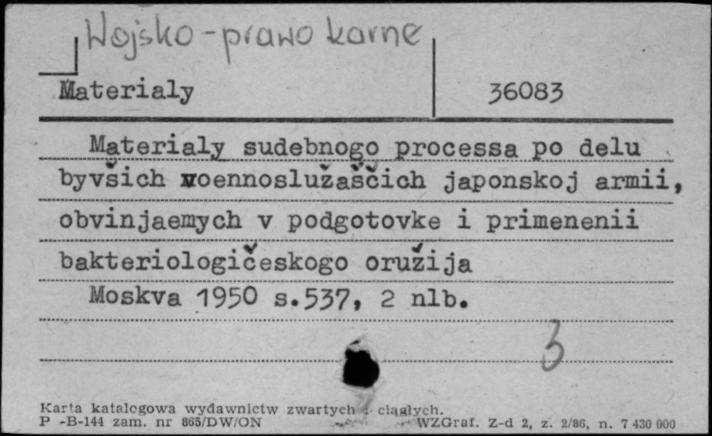 Wojsko - prawo karne
Materialy 36083
Materialy sudebnogo processa po delu
byvšich voennoslužaščich japonskoj armii,
obvinjaemych v podgotovke i primenenii
bakteriologičeskogo oružija
Moskva 1950 s.537, 2 nlb.
3
Karta katalogowa wydawnictw zwartych i ciągłych.
P -B-144 zam. nr 865/DW/ON WZGraf. Z-d 2, z. 2/86, n. 7 430 000